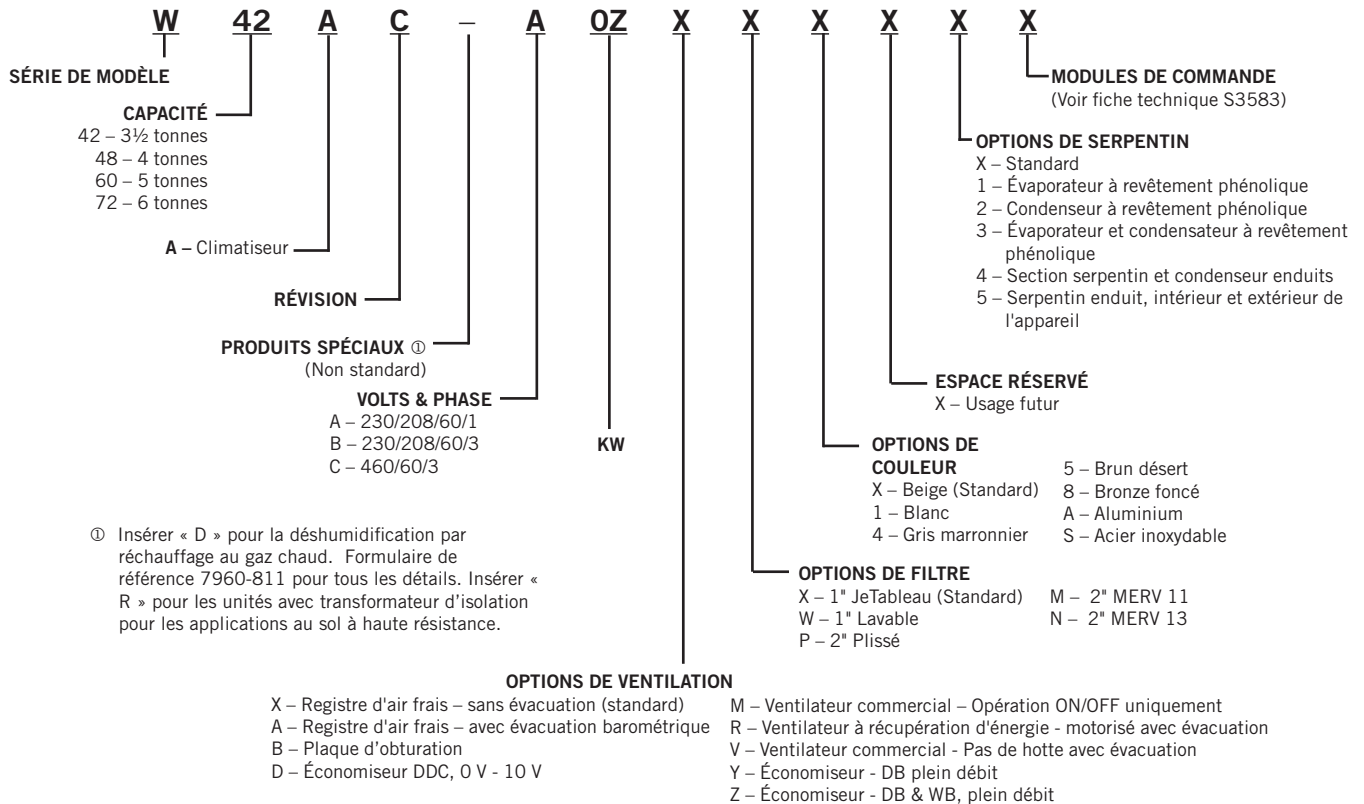 W 42 A C – A 0Z X X X X X X
SÉRIE DE MODÈLE
CAPACITÉ
42 – 3½ tonnes
48 – 4 tonnes
60 – 5 tonnes
72 – 6 tonnes
A – Climatiseur
RÉVISION
PRODUITS SPÉCIAUX ①
(Non standard)
VOLTS & PHASE
A – 230/208/60/1
B – 230/208/60/3
C – 460/60/3
KW
MODULES DE COMMANDE
(Voir fiche technique S3583)
OPTIONS DE SERPENTIN
X – Standard
1 – Évaporateur à revêtement phénolique
2 – Condenseur à revêtement phénolique
3 – Évaporateur et condensateur à revêtement
phénolique
4 – Section serpentin et condenseur enduits
5 – Serpentin enduit, intérieur et extérieur de
l'appareil
ESPACE RÉSERVÉ
X – Usage futur
OPTIONS DE
COULEUR
X – Beige (Standard)
1 – Blanc
4 – Gris marronnier
5 – Brun désert
8 – Bronze foncé
A – Aluminium
S – Acier inoxydable
① Insérer « D » pour la déshumidification par
réchauffage au gaz chaud. Formulaire de
référence 7960-811 pour tous les détails. Insérer «
R » pour les unités avec transformateur d’isolation
pour les applications au sol à haute résistance.
OPTIONS DE FILTRE
X – 1" JeTableau (Standard)
W – 1" Lavable
P – 2" Plissé
M – 2" MERV 11
N – 2" MERV 13
OPTIONS DE VENTILATION
X – Registre d'air frais – sans évacuation (standard)
A – Registre d'air frais – avec évacuation barométrique
B – Plaque d’obturation
D – Économiseur DDC, 0 V - 10 V
M – Ventilateur commercial – Opération ON/OFF uniquement
R – Ventilateur à récupération d'énergie - motorisé avec évacuation
V – Ventilateur commercial - Pas de hotte avec évacuation
Y – Économiseur - DB plein débit
Z – Économiseur - DB & WB, plein débit